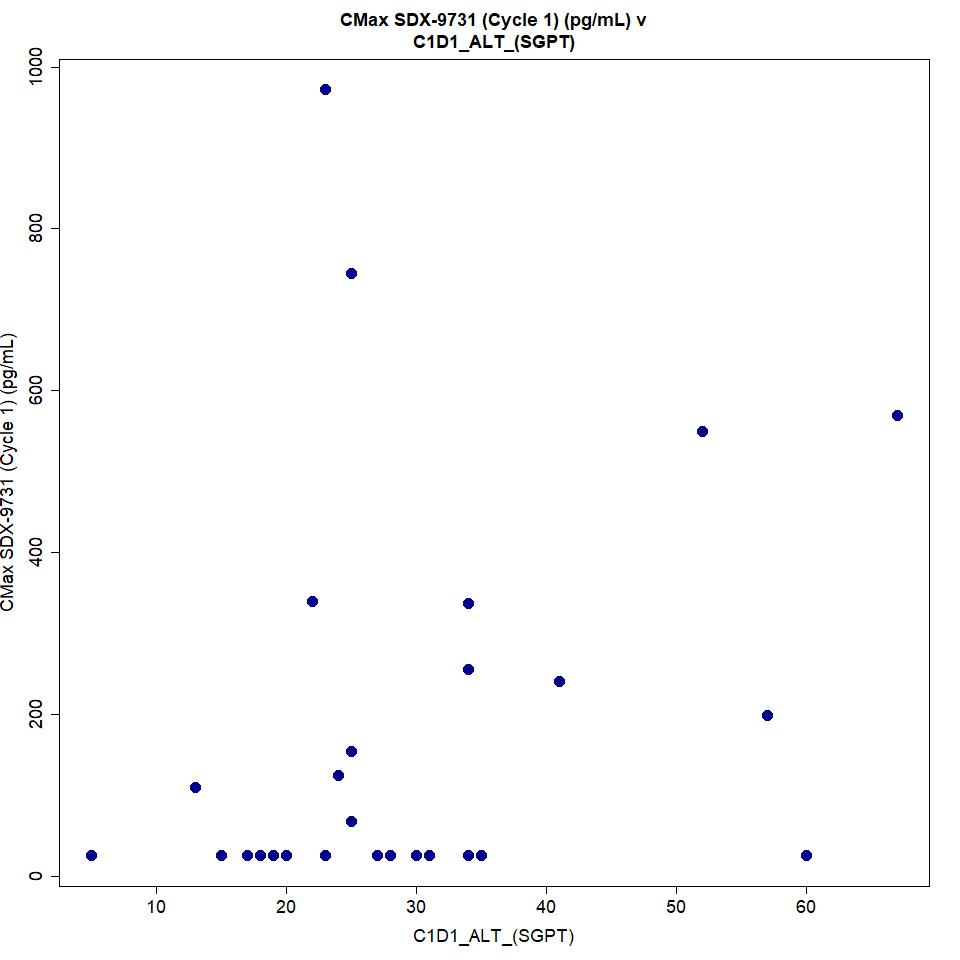 CMax SDX-9731 (Cycle 1) (pg/mL) v
C1D1_ALT_(SGPT)
1000
800
600
400
200
0
CMax SDX-9731 (Cycle 1) (pg/mL)
10 20 30 40 50 60
C1D1_ALT_(SGPT)